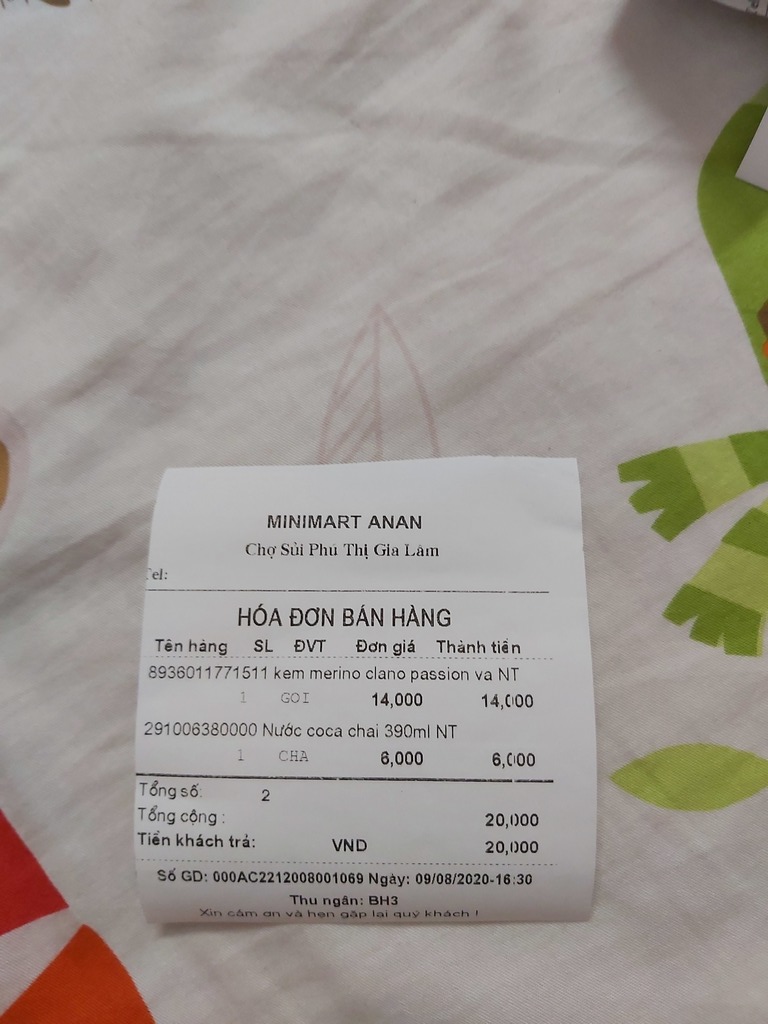 MINIMART ANAN
Chợ Sủi Phú Thị Gia Lâm
Tel:
HÓA ĐƠN BÁN HÀNG
Tên hàng SL ĐVT Đơn giá Thành tiền
8936011771511 kem merino clano passion va NT
1 GOI 14,000 14,000
291006380000 Nước coca chai 390ml NT
1 CHA 6,000 6,000
Tổng số: 2
Tổng cộng : 20,000
Tiền khách trả: VND 20,000
Số GD: 000AC2212008001069 Ngày: 09/08/2020-16:30
Thu ngân: BH3
Xin cám ơn và hẹn gặp lại quý khách !